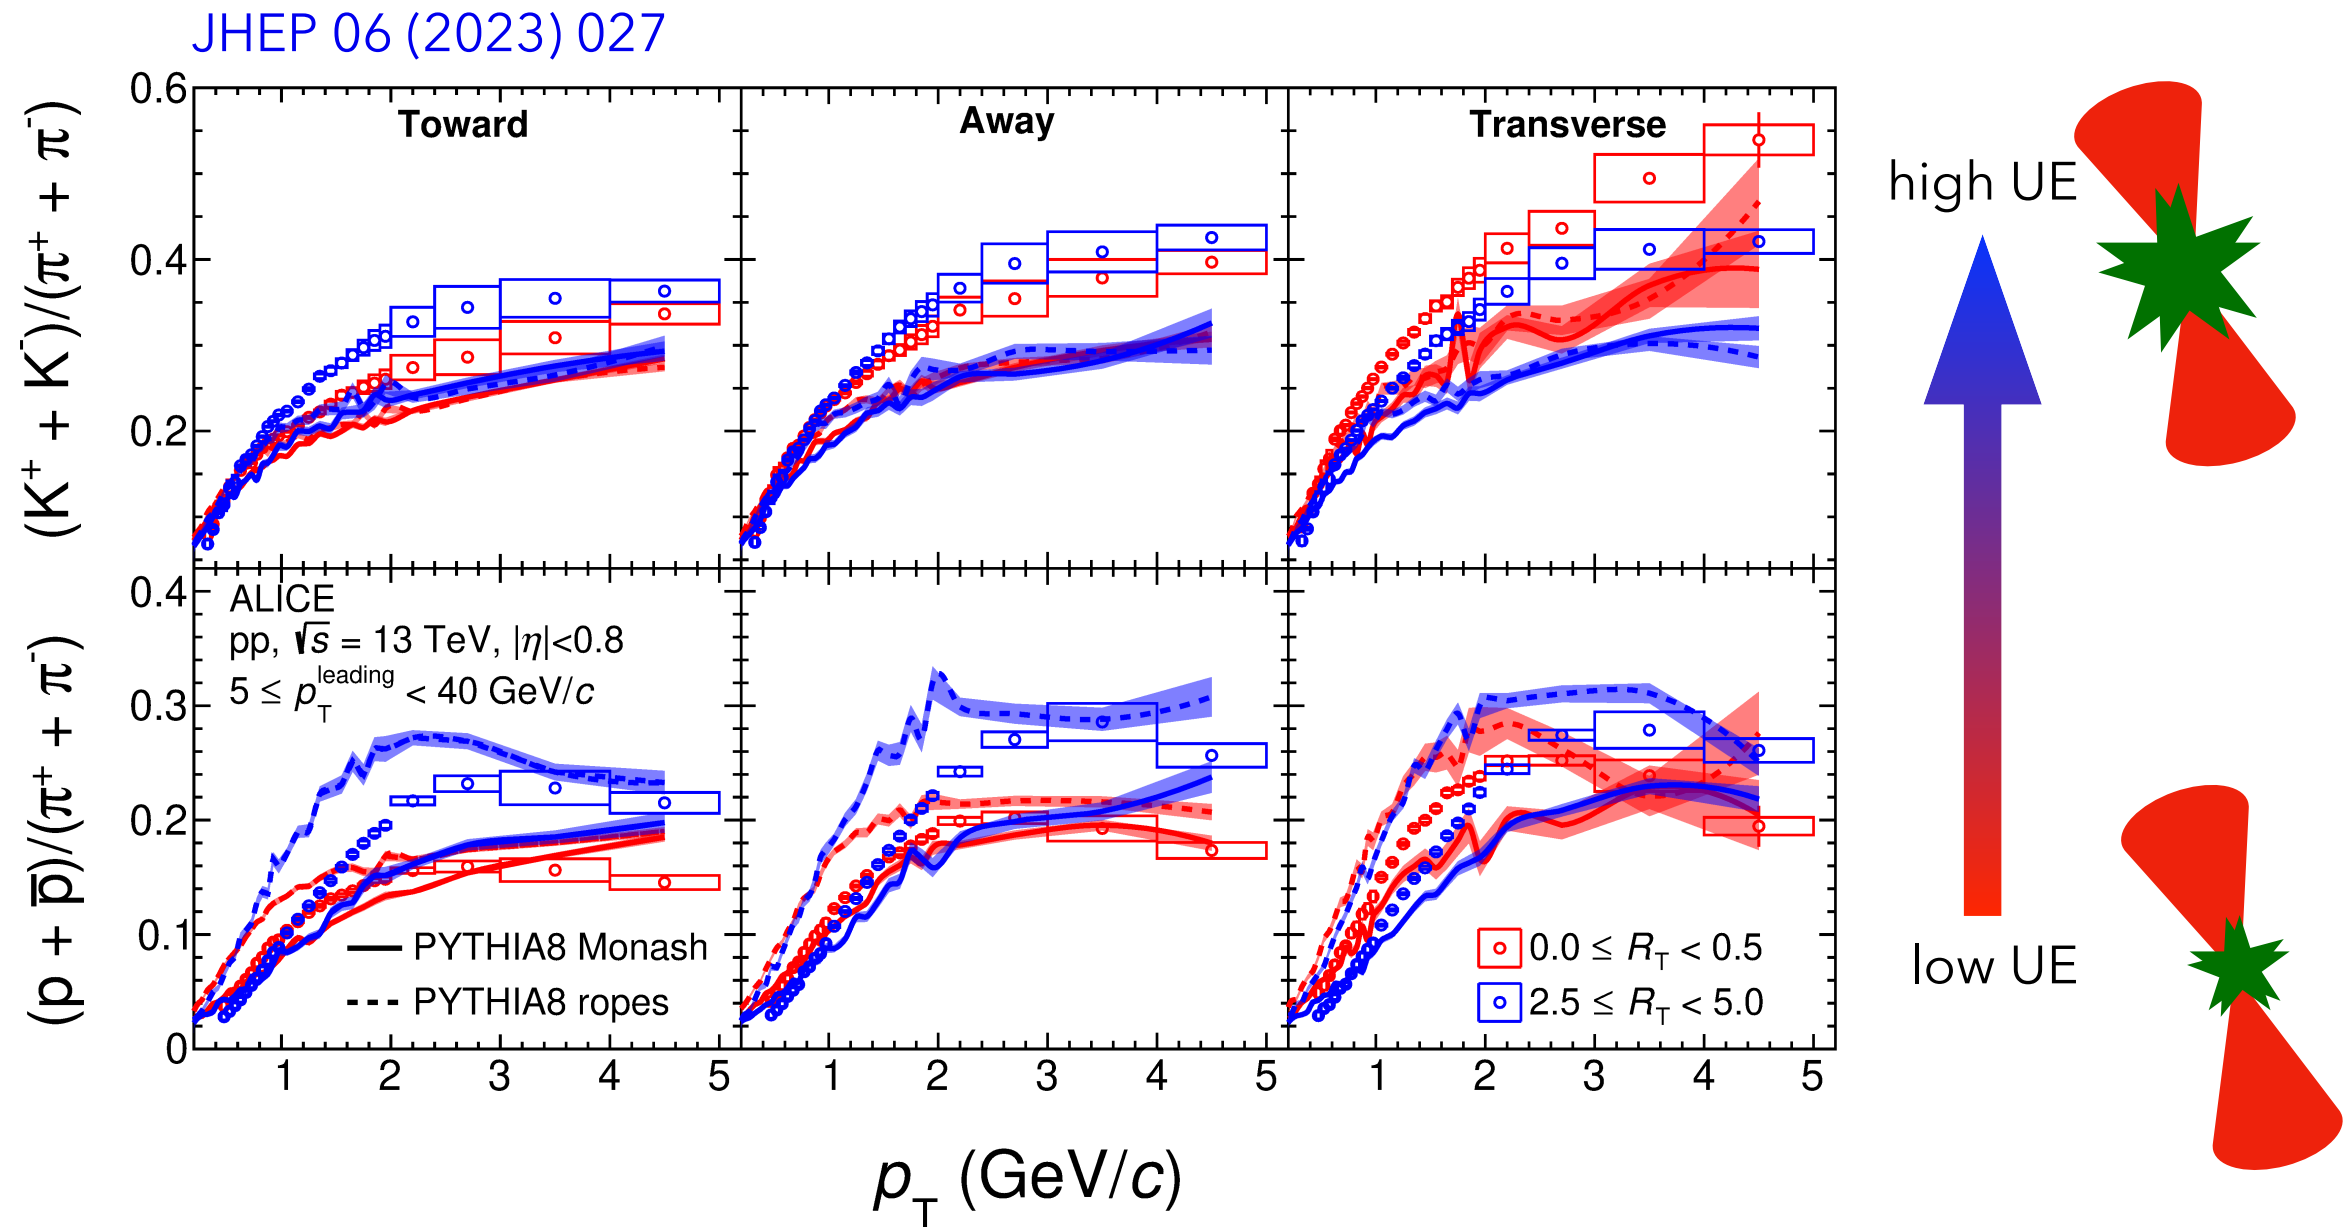 JHEP 06 (2023) 027
(K⁺ + K⁻)/(π⁺ + π⁻)
0.6
0.4
0.2
Toward
Away
Transverse
(p + p̅)/(π⁺ + π⁻)
0.4
0.3
0.2
0.1
0
ALICE
pp, √s = 13 TeV, |η|<0.8
5 ≤ p_T^leading < 40 GeV/c
PYTHIA8 Monash
PYTHIA8 ropes
0.0 ≤ R_T < 0.5
2.5 ≤ R_T < 5.0
1 2 3 4 5
1 2 3 4 5
1 2 3 4 5
p_T (GeV/c)
high UE
low UE